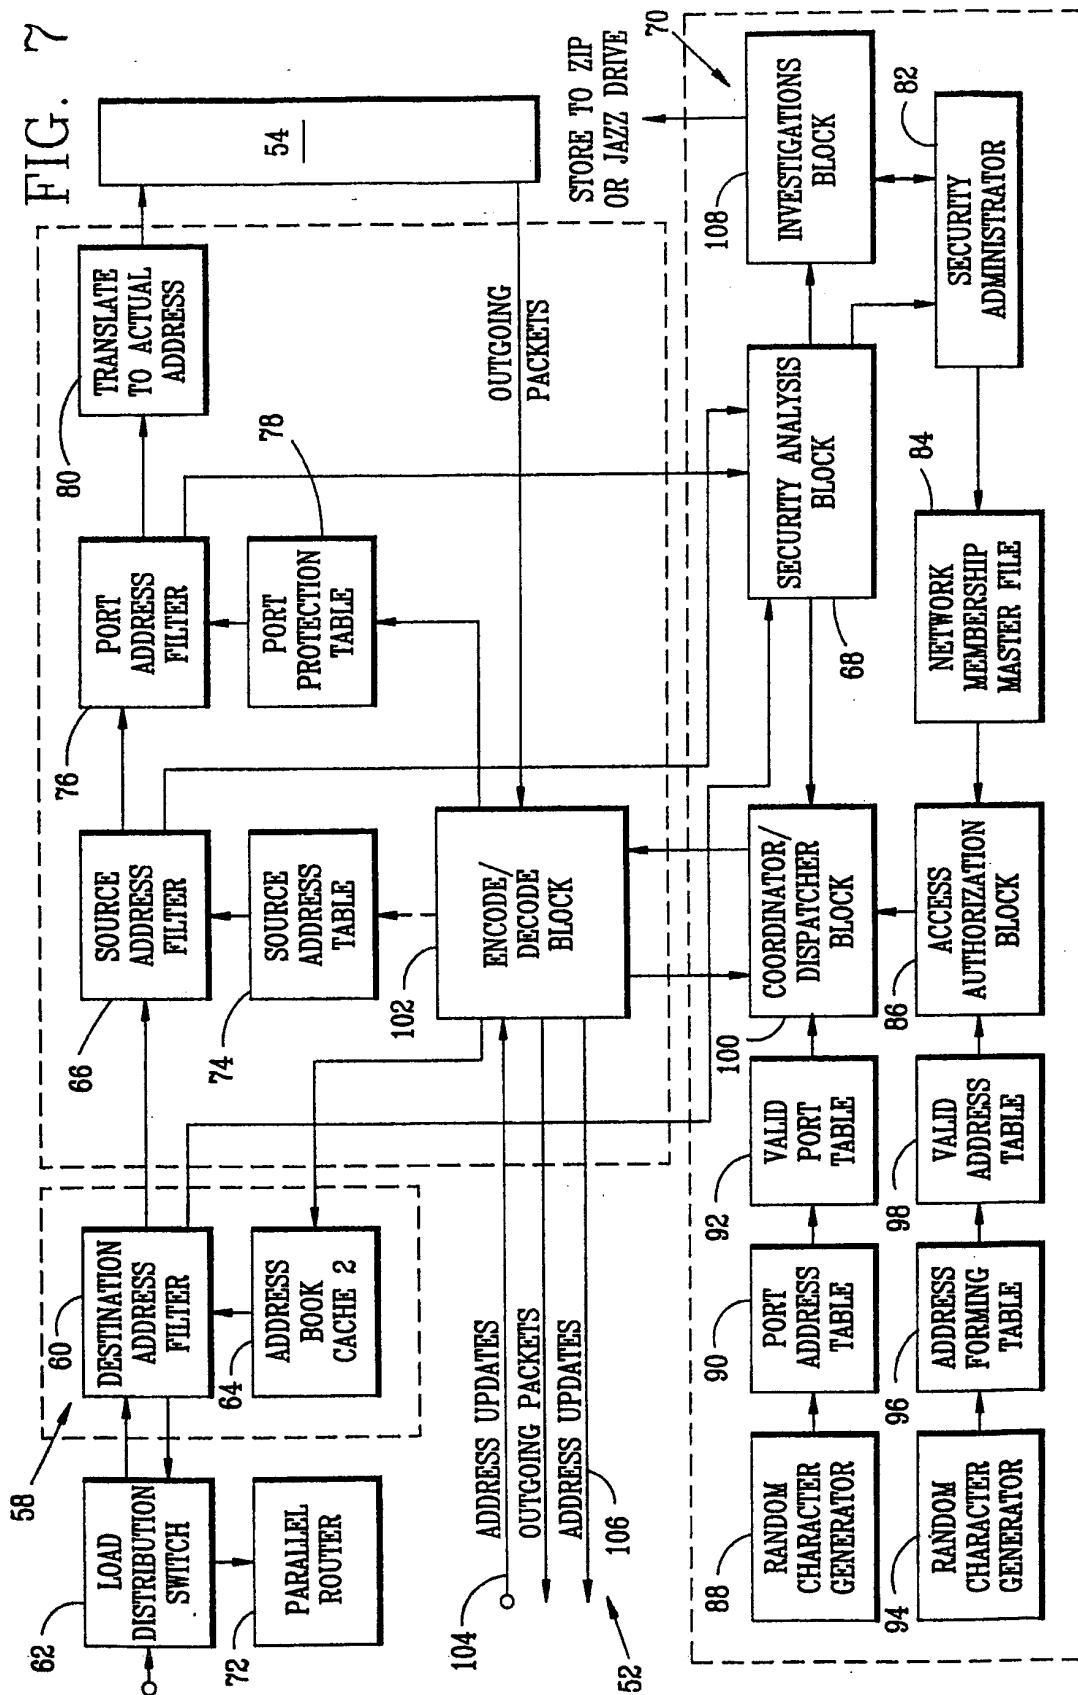 FIG. 7
62
LOAD
DISTRIBUTION
SWITCH
72
PARALLEL
ROUTER
58
60
DESTINATION
ADDRESS
FILTER
64
ADDRESS
BOOK
CACHE 2
66
SOURCE
ADDRESS
FILTER
74
SOURCE
ADDRESS
TABLE
76
PORT
ADDRESS
FILTER
78
PORT
PROTECTION
TABLE
80
TRANSLATE
TO ACTUAL
ADDRESS
54
102
ENCODE/
DECODE
BLOCK
OUTGOING
PACKETS
104
ADDRESS UPDATES
OUTGOING PACKETS
ADDRESS UPDATES
106
52
STORE TO ZIP
OR JAZZ DRIVE
70
88
RANDOM
CHARACTER
GENERATOR
90
PORT
ADDRESS
TABLE
92
VALID
PORT
TABLE
100
COORDINATOR/
DISPATCHER
BLOCK
68
SECURITY ANALYSIS
BLOCK
108
INVESTIGATIONS
BLOCK
94
RANDOM
CHARACTER
GENERATOR
96
ADDRESS
FORMING
TABLE
98
VALID
ADDRESS
TABLE
86
ACCESS
AUTHORIZATION
BLOCK
84
NETWORK
MEMBERSHIP
MASTER FILE
82
SECURITY
ADMINISTRATOR